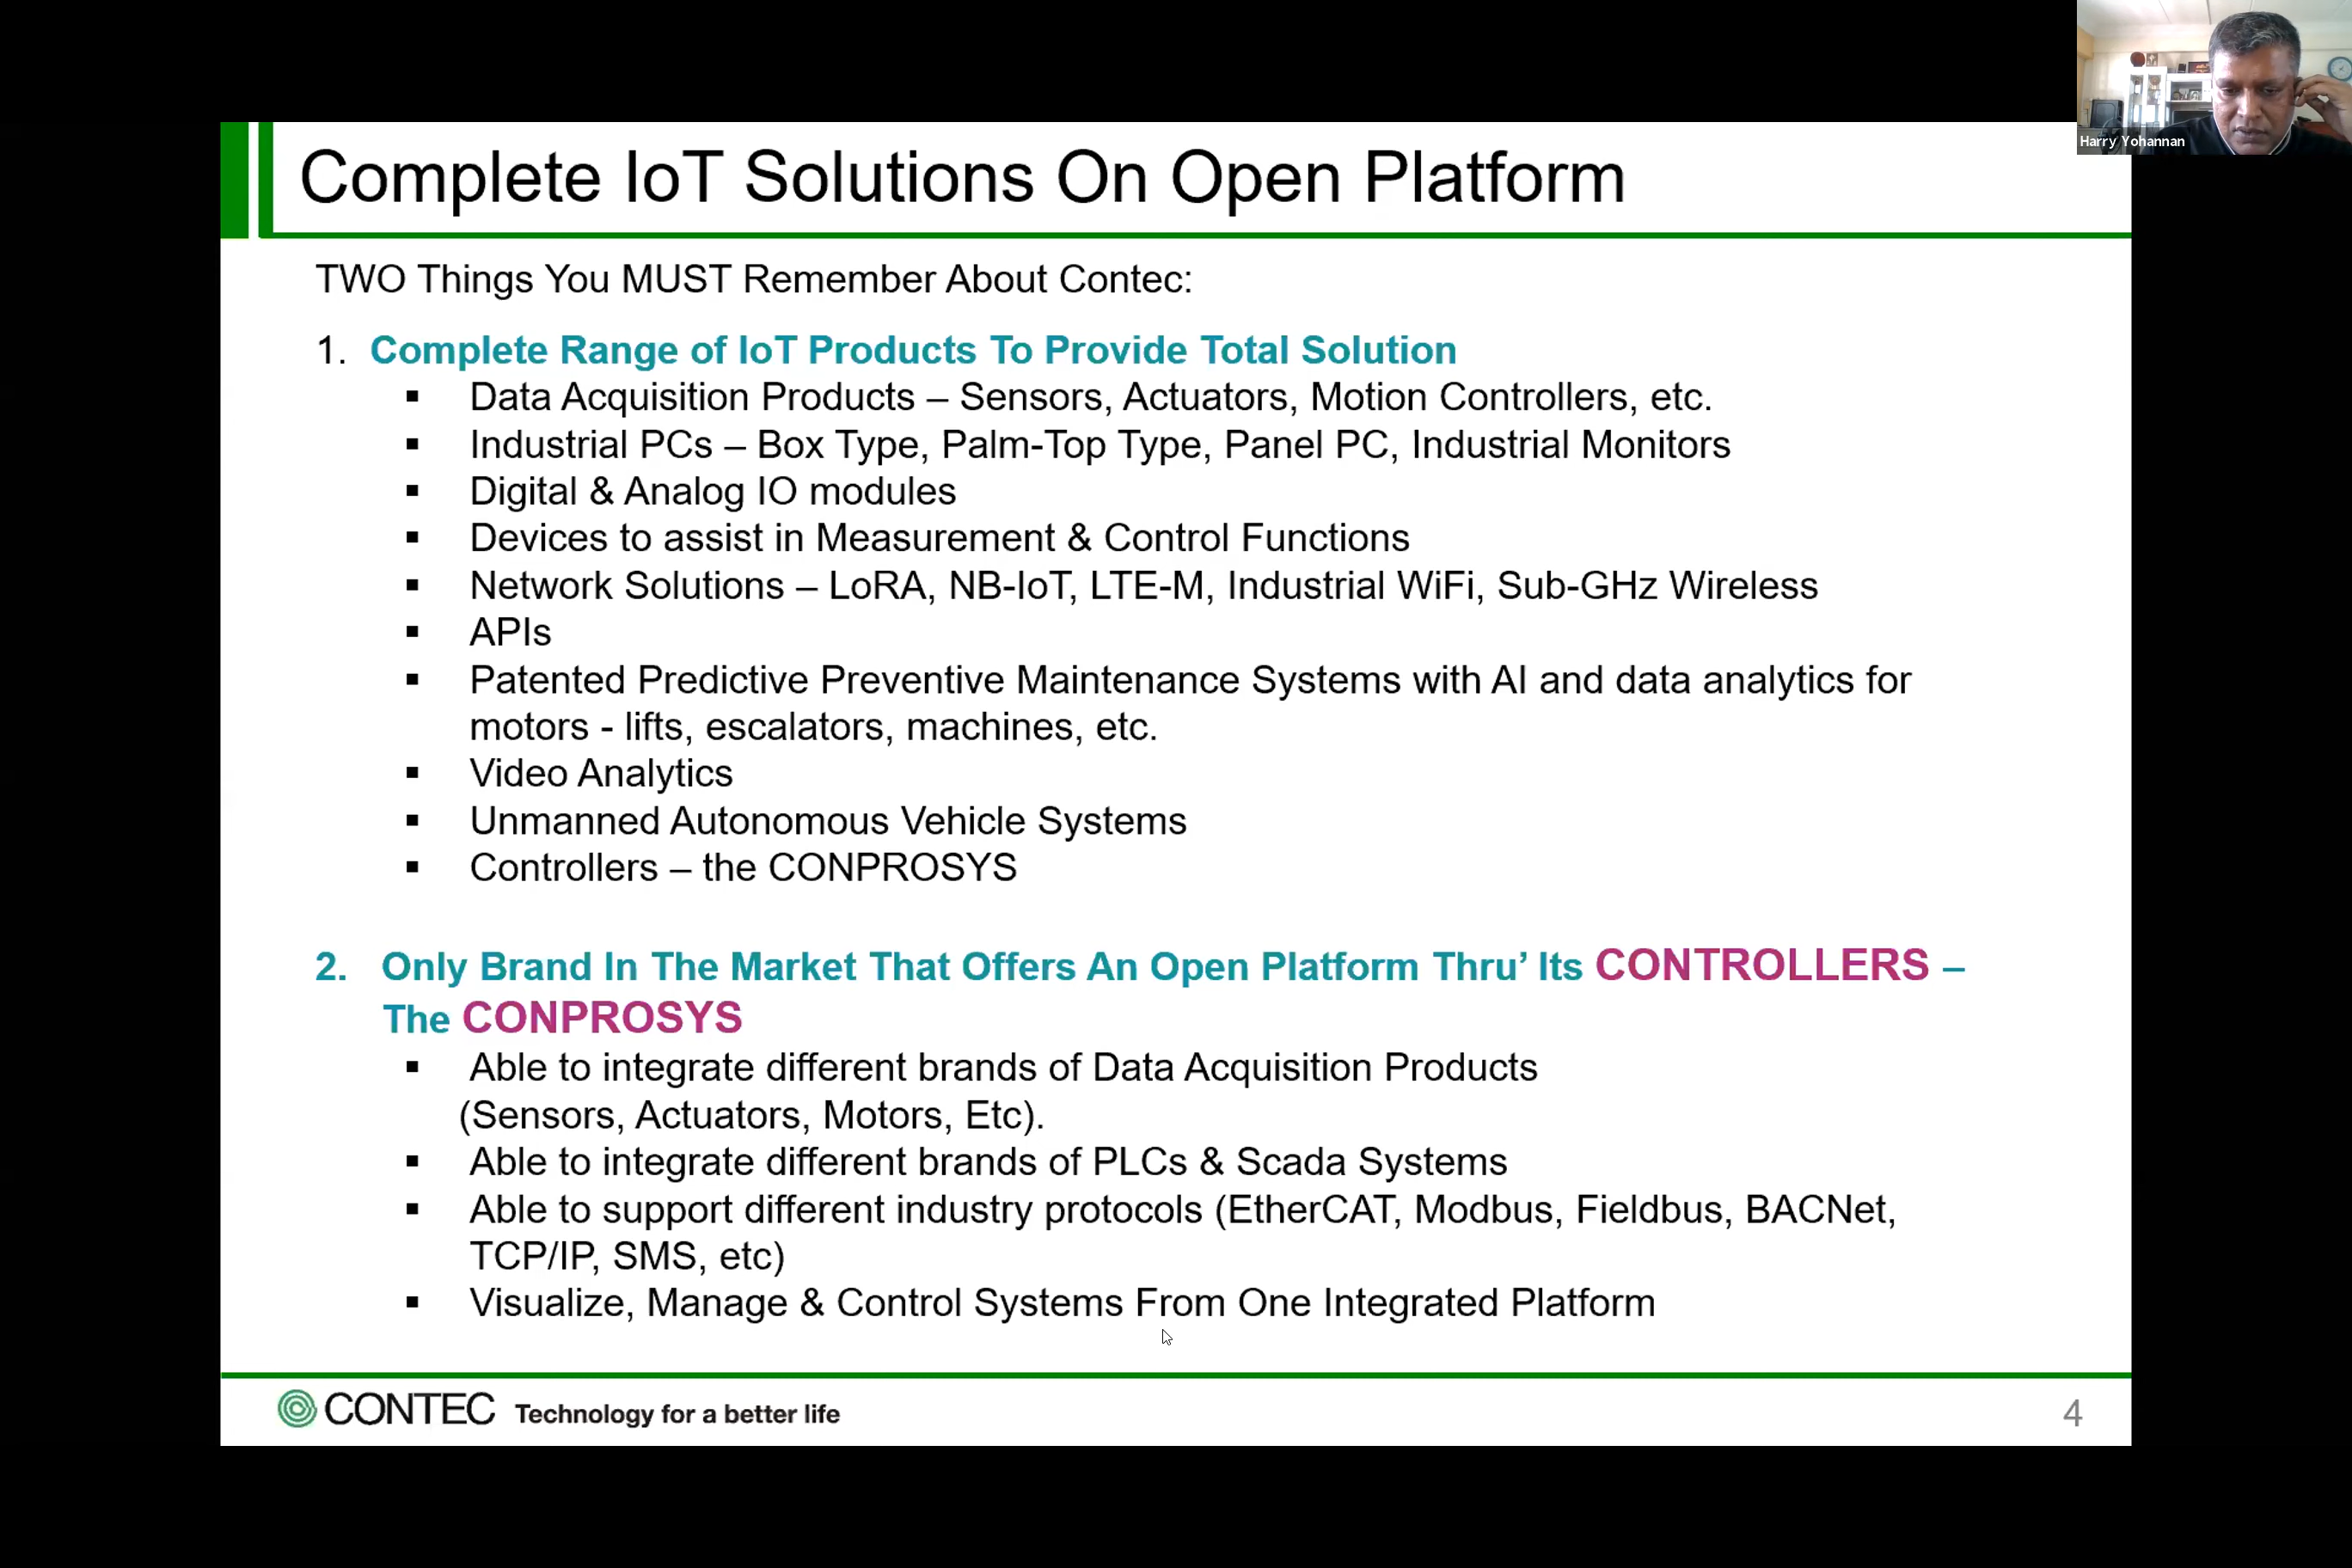 Harry Yohannan
Complete IoT Solutions On Open Platform
TWO Things You MUST Remember About Contec:
1. Complete Range of IoT Products To Provide Total Solution
▪ Data Acquisition Products – Sensors, Actuators, Motion Controllers, etc.
▪ Industrial PCs – Box Type, Palm-Top Type, Panel PC, Industrial Monitors
▪ Digital & Analog IO modules
▪ Devices to assist in Measurement & Control Functions
▪ Network Solutions – LoRA, NB-IoT, LTE-M, Industrial WiFi, Sub-GHz Wireless
▪ APIs
▪ Patented Predictive Preventive Maintenance Systems with AI and data analytics for
motors - lifts, escalators, machines, etc.
▪ Video Analytics
▪ Unmanned Autonomous Vehicle Systems
▪ Controllers – the CONPROSYS
2. Only Brand In The Market That Offers An Open Platform Thru’ Its CONTROLLERS –
The CONPROSYS
▪ Able to integrate different brands of Data Acquisition Products
(Sensors, Actuators, Motors, Etc).
▪ Able to integrate different brands of PLCs & Scada Systems
▪ Able to support different industry protocols (EtherCAT, Modbus, Fieldbus, BACNet,
TCP/IP, SMS, etc)
▪ Visualize, Manage & Control Systems From One Integrated Platform
CONTEC Technology for a better life
4